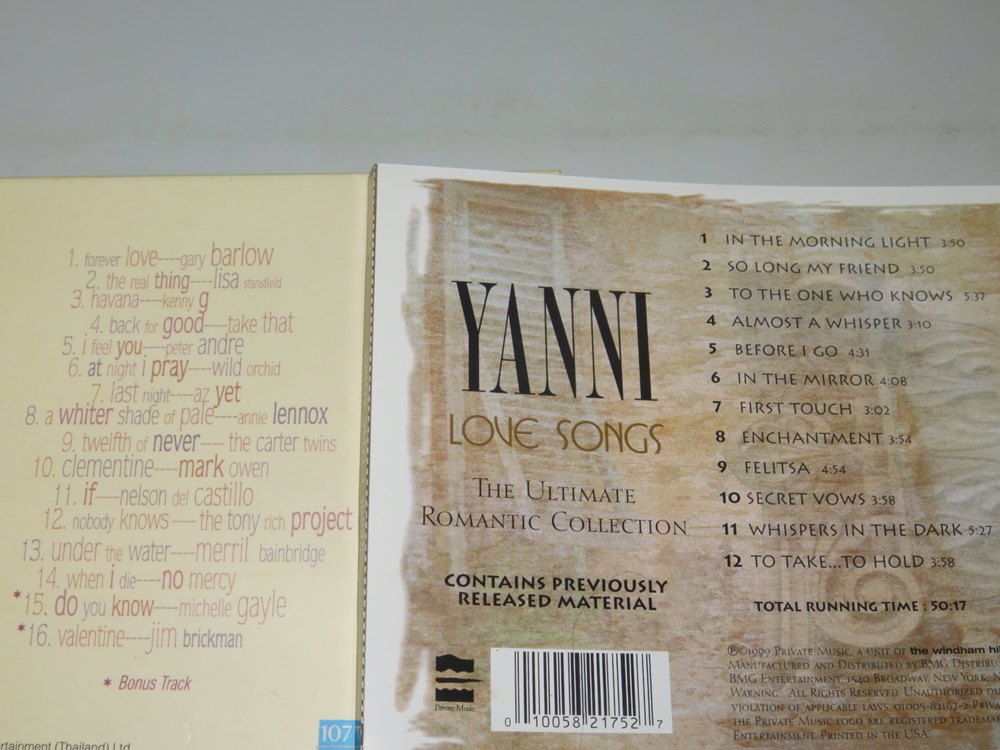 1. forever love----gary barlow
2. the real thing----lisa stansfield
3. havana----kenny g
4. back for good----take that
5. i feel you----peter andre
6. at night i pray----wild orchid
7. last night----az yet
8. a whiter shade of pale----annie lennox
9. twelfth of never---- the carter twins
10. clementine----mark owen
11. if----nelson del castillo
12. nobody knows ---- the tony rich project
13. under the water----merril bainbridge
14. when i die----no mercy
*15. do you know----michelle gayle
*16. valentine----jim brickman
* Bonus Track
107
ertainment (Thailand) Ltd
YANNI
LOVE SONGS
THE ULTIMATE
ROMANTIC COLLECTION
CONTAINS PREVIOUSLY
RELEASED MATERIAL
Private Music
0 10058 21752 7
1 IN THE MORNING LIGHT 3:50
2 SO LONG MY FRIEND 3:50
3 TO THE ONE WHO KNOWS 5:37
4 ALMOST A WHISPER 3:10
5 BEFORE I GO 4:31
6 IN THE MIRROR 4:08
7 FIRST TOUCH 3:02
8 ENCHANTMENT 3:54
9 FELITSA 4:54
10 SECRET VOWS 3:58
11 WHISPERS IN THE DARK 5:27
12 TO TAKE...TO HOLD 3:58
TOTAL RUNNING TIME : 50:17
℗©1999 PRIVATE MUSIC, A UNIT OF the windham hi
MANUFACTURED AND DISTRIBUTED BY BMG DISTRIBU
BMG ENTERTAINMENT, 1540 BROADWAY, NEW YORK, N
WARNING. ALL RIGHTS RESERVED. UNAUTHORIZED DU
VIOLATION OF APPLICABLE LAWS. 01005-82167-2 PRIVA
THE PRIVATE MUSIC LOGO ARE REGISTERED TRADEMAR
ENTERTAINMENT. PRINTED IN THE USA.